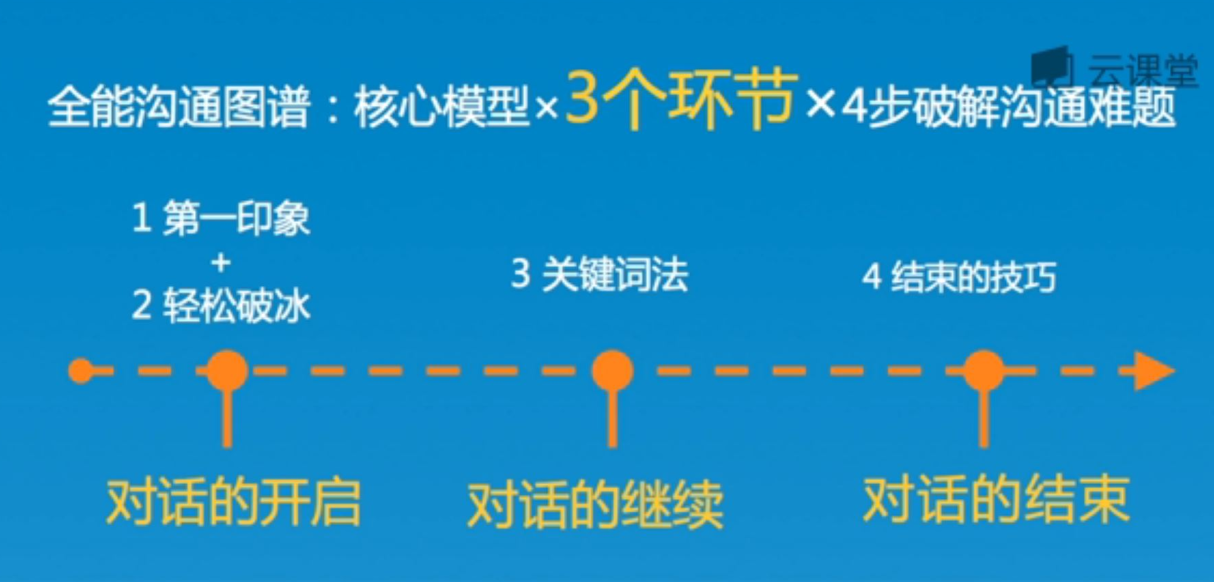 云课堂
全能沟通图谱：核心模型×3个环节×4步破解沟通难题
1 第一印象
+
2 轻松破冰
3 关键词法
4 结束的技巧
对话的开启
对话的继续
对话的结束